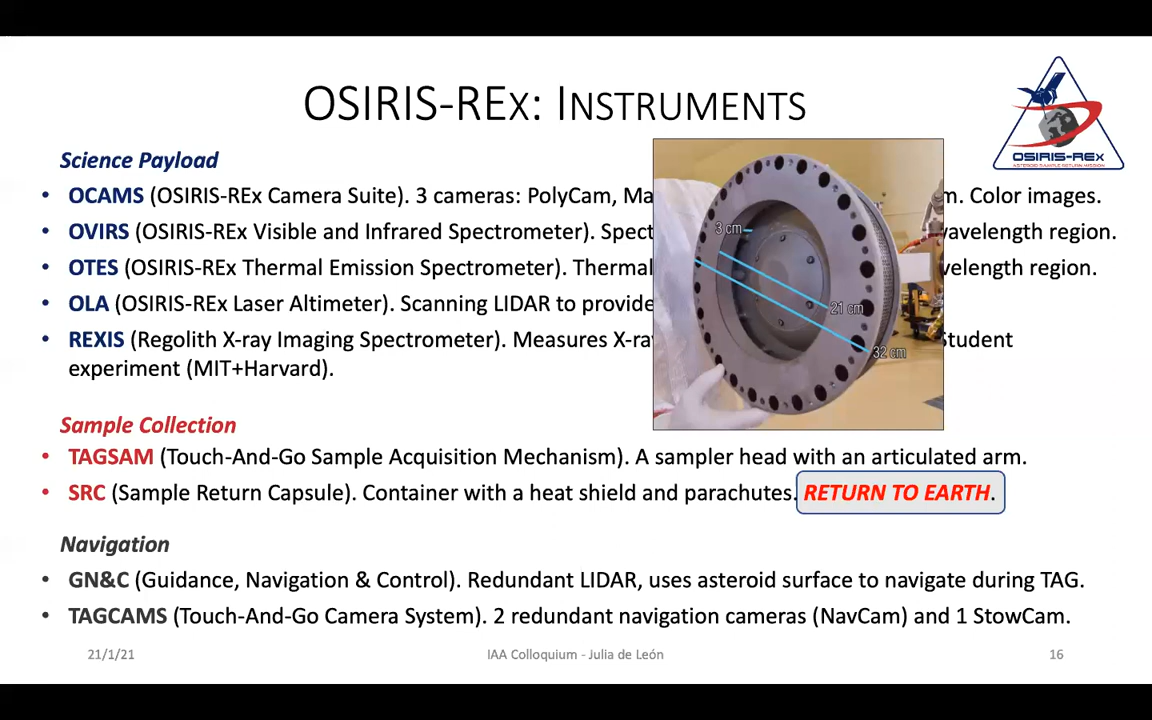 OSIRIS-REx: Instruments
OSIRIS-REx
ASTEROID SAMPLE RETURN MISSION
Science Payload
• OCAMS (OSIRIS-REx Camera Suite). 3 cameras: PolyCam, Ma m. Color images.
• OVIRS (OSIRIS-REx Visible and Infrared Spectrometer). Spect wavelength region.
• OTES (OSIRIS-REx Thermal Emission Spectrometer). Thermal velength region.
• OLA (OSIRIS-REx Laser Altimeter). Scanning LIDAR to provide
• REXIS (Regolith X-ray Imaging Spectrometer). Measures X-ray Student
experiment (MIT+Harvard).
3 cm
21 cm
32 cm
Sample Collection
• TAGSAM (Touch-And-Go Sample Acquisition Mechanism). A sampler head with an articulated arm.
• SRC (Sample Return Capsule). Container with a heat shield and parachutes. RETURN TO EARTH.
Navigation
• GN&C (Guidance, Navigation & Control). Redundant LIDAR, uses asteroid surface to navigate during TAG.
• TAGCAMS (Touch-And-Go Camera System). 2 redundant navigation cameras (NavCam) and 1 StowCam.
21/1/21 IAA Colloquium - Julia de León 16